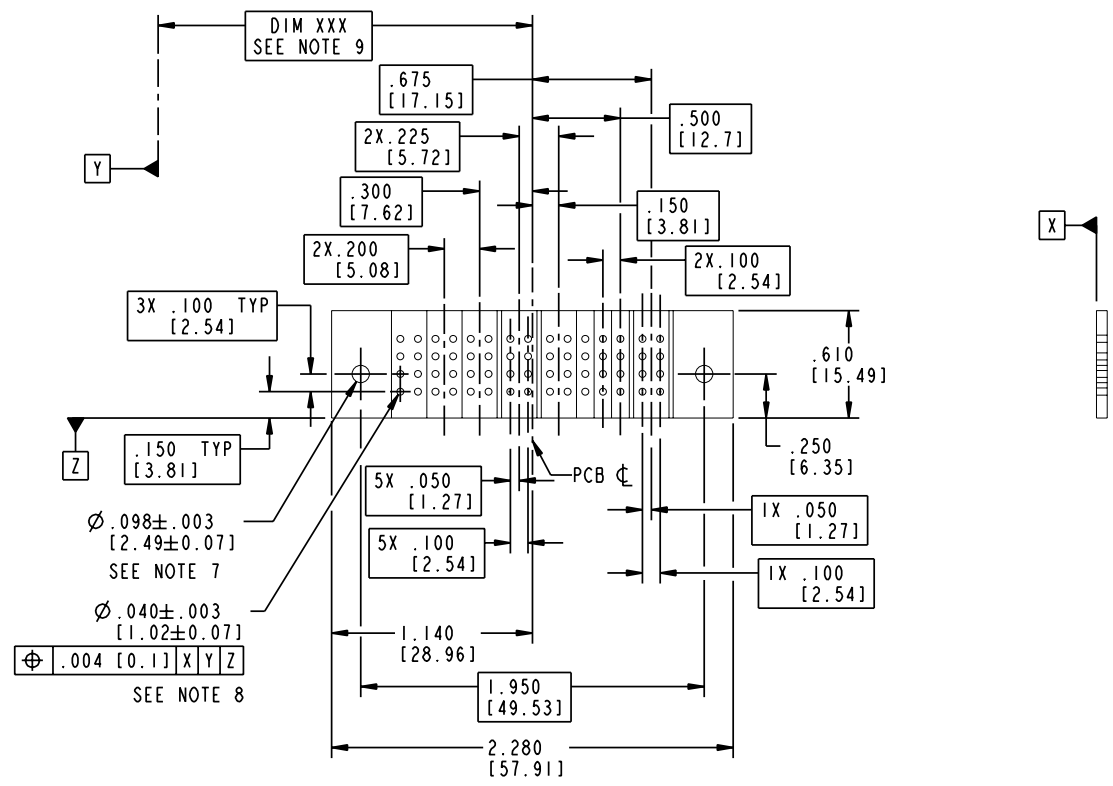 DIM XXX
SEE NOTE 9
.675
[17.15]
.500
[12.7]
2X.225
[5.72]
Y
.300
[7.62]
.150
[3.81]
X
2X.200
[5.08]
2X.100
[2.54]
3X .100 TYP
[2.54]
.610
[15.49]
Z
.150 TYP
[3.81]
.250
[6.35]
5X .050
[1.27]
PCB ℄
1X .050
[1.27]
Ø.098±.003
[2.49±0.07]
SEE NOTE 7
5X .100
[2.54]
1X .100
[2.54]
Ø.040±.003
[1.02±0.07]
⌖ .004 [0.1] X Y Z
SEE NOTE 8
1.140
[28.96]
1.950
[49.53]
2.280
[57.91]